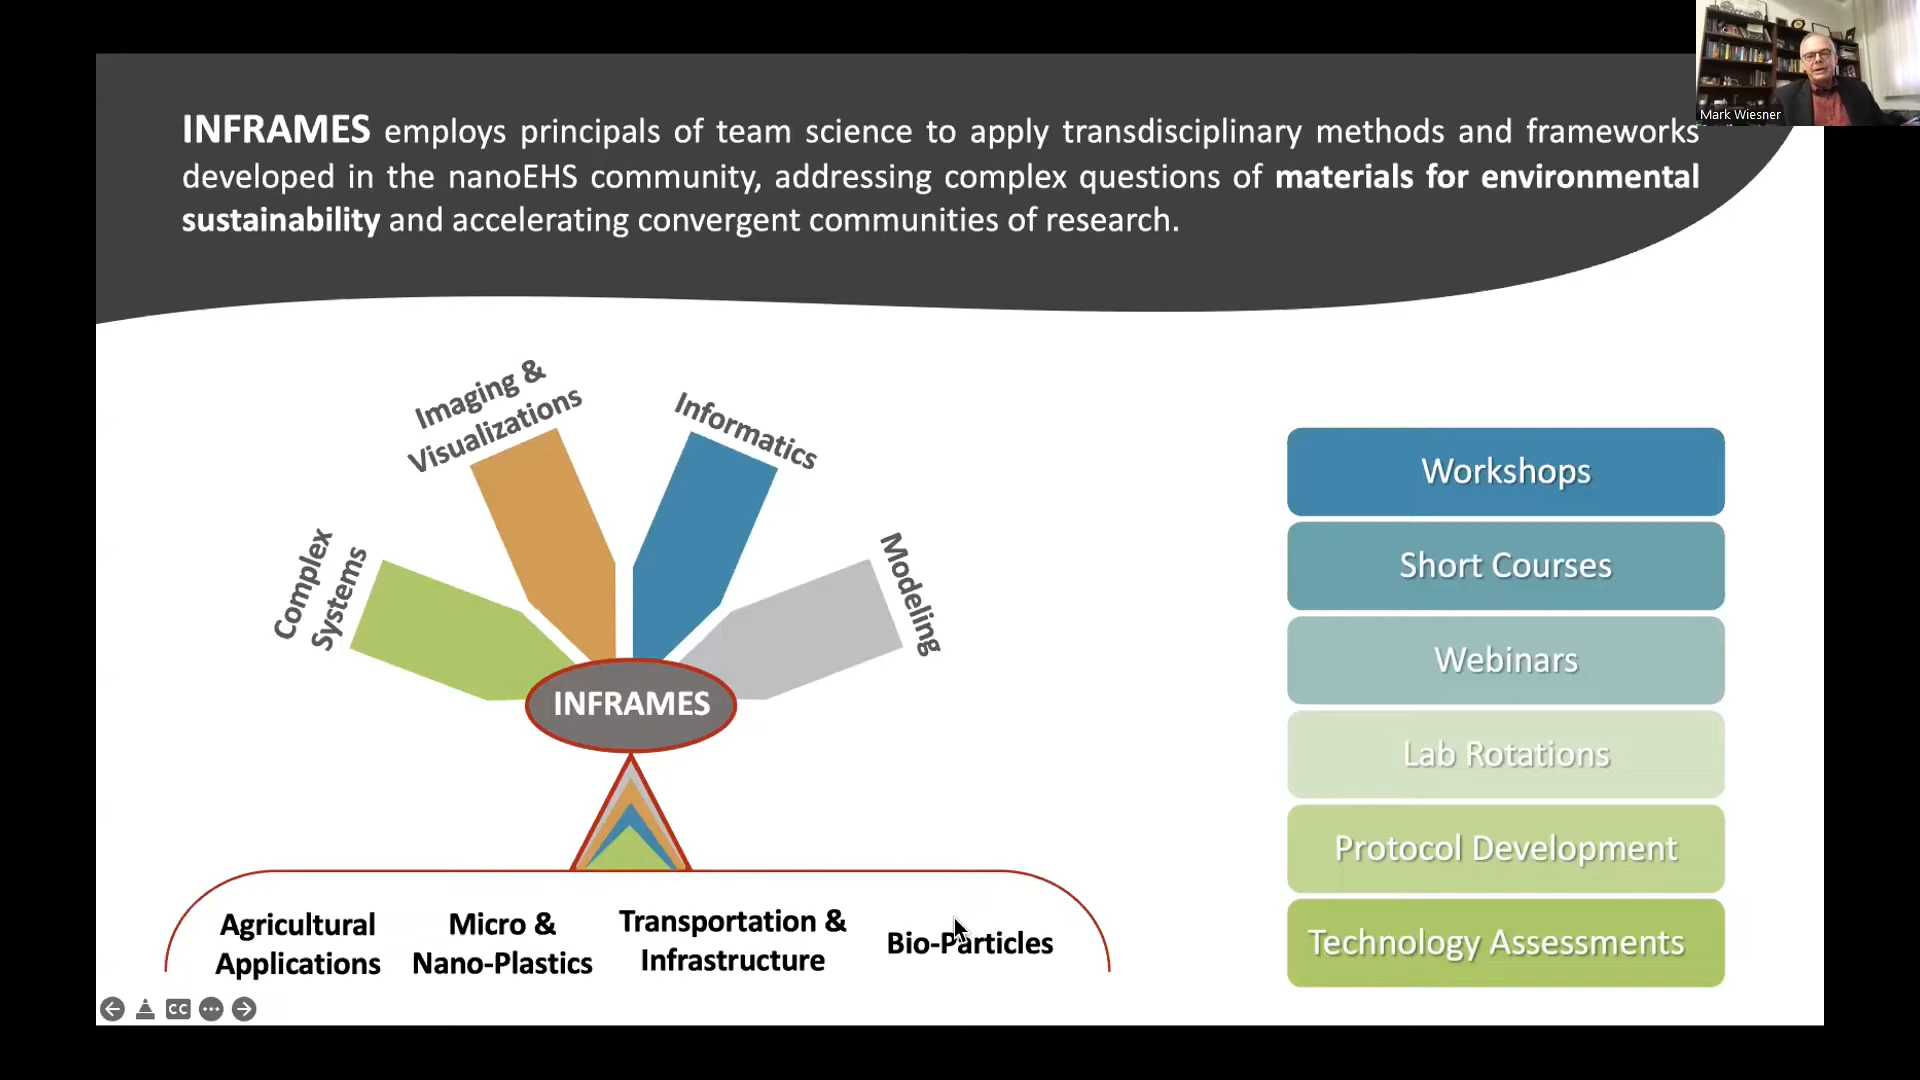 Mark Wiesner
INFRAMES employs principals of team science to apply transdisciplinary methods and frameworks
developed in the nanoEHS community, addressing complex questions of materials for environmental
sustainability and accelerating convergent communities of research.
Imaging &
Visualizations
Informatics
Complex
Systems
Modeling
INFRAMES
Agricultural
Applications
Micro &
Nano-Plastics
Transportation &
Infrastructure
Bio-Particles
Workshops
Short Courses
Webinars
Lab Rotations
Protocol Development
Technology Assessments
CC